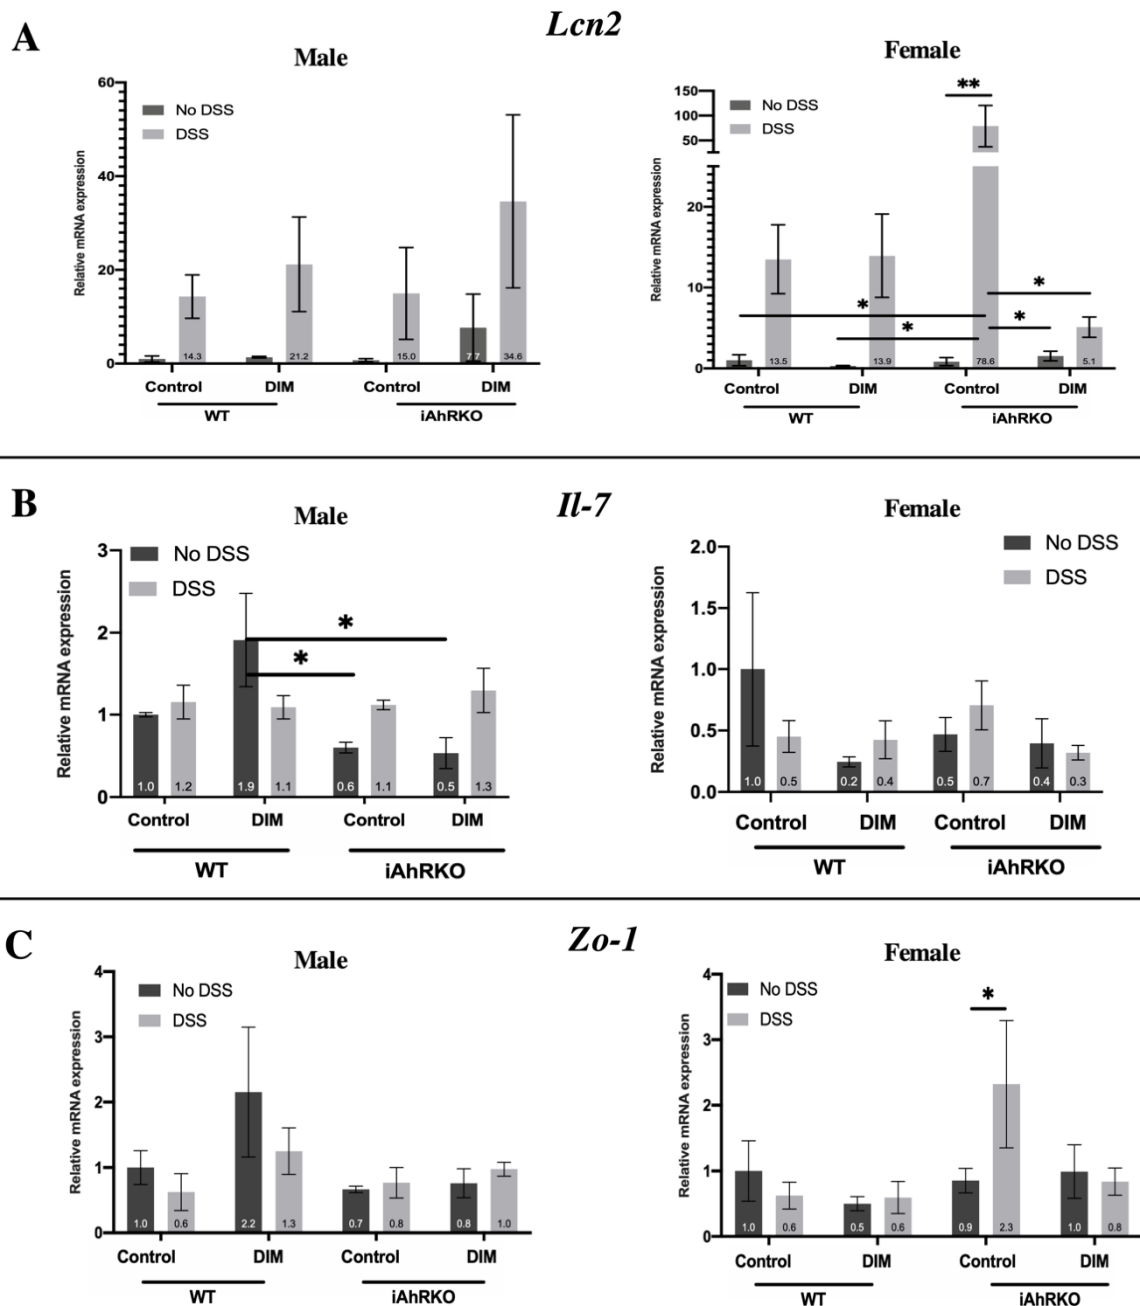 A
Lcn2
Male
60
40
20
0
Relative mRNA expression
No DSS
DSS
14.3
21.2
15.0
7.7
34.6
Control
DIM
Control
DIM
WT
iAhRKO
Female
150
100
50
20
10
0
Relative mRNA expression
No DSS
DSS
**
*
*
*
*
13.5
13.9
78.6
5.1
Control
DIM
Control
DIM
WT
iAhRKO
B
Il-7
Male
3
2
1
0
Relative mRNA expression
No DSS
DSS
*
*
1.0
1.2
1.9
1.1
0.6
1.1
0.5
1.3
Control
DIM
Control
DIM
WT
iAhRKO
Female
2.0
1.5
1.0
0.5
0.0
Relative mRNA expression
No DSS
DSS
1.0
0.5
0.2
0.4
0.5
0.7
0.4
0.3
Control
DIM
Control
DIM
WT
iAhRKO
C
Zo-1
Male
4
3
2
1
0
Relative mRNA expression
No DSS
DSS
1.0
0.6
2.2
1.3
0.7
0.8
0.8
1.0
Control
DIM
Control
DIM
WT
iAhRKO
Female
4
3
2
1
0
Relative mRNA expression
No DSS
DSS
*
1.0
0.6
0.5
0.6
0.9
2.3
1.0
0.8
Control
DIM
Control
DIM
WT
iAhRKO